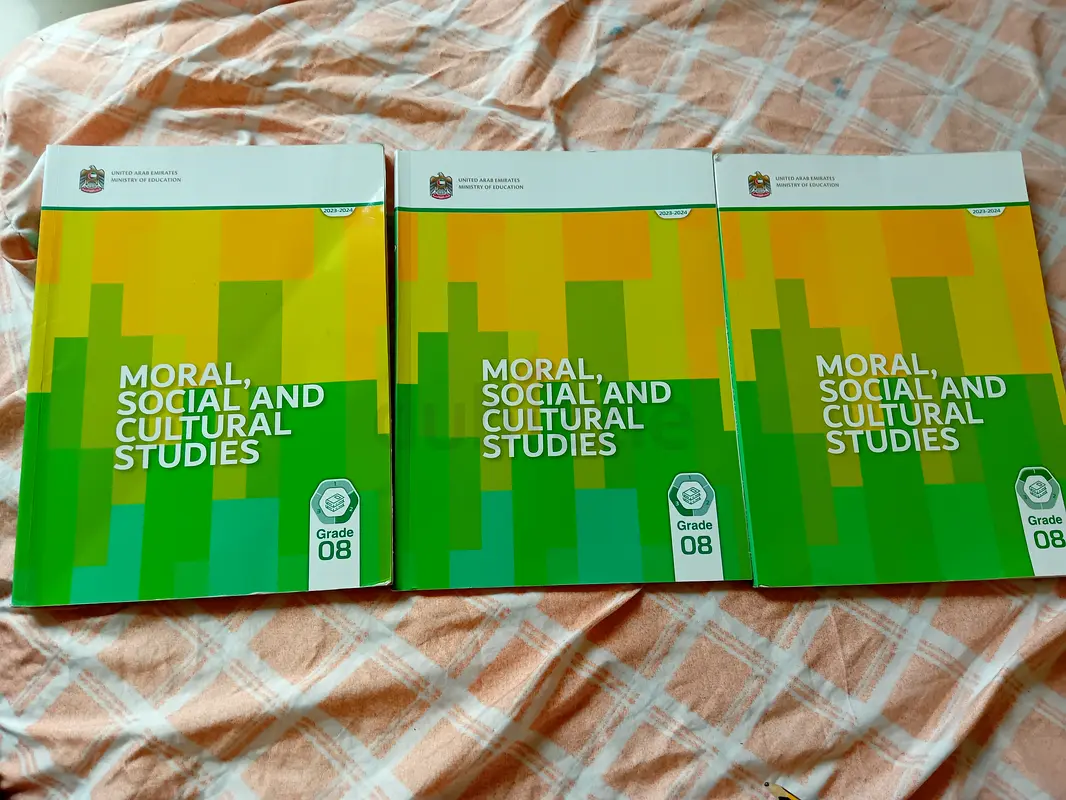 UNITED ARAB EMIRATES
MINISTRY OF EDUCATION
2023-2024
MORAL,
SOCIAL AND
CULTURAL
STUDIES
Grade
08
UNITED ARAB EMIRATES
MINISTRY OF EDUCATION
2023-2024
MORAL,
SOCIAL AND
CULTURAL
STUDIES
Grade
08
UNITED ARAB EMIRATES
MINISTRY OF EDUCATION
2023-2024
MORAL,
SOCIAL AND
CULTURAL
STUDIES
Grade
08